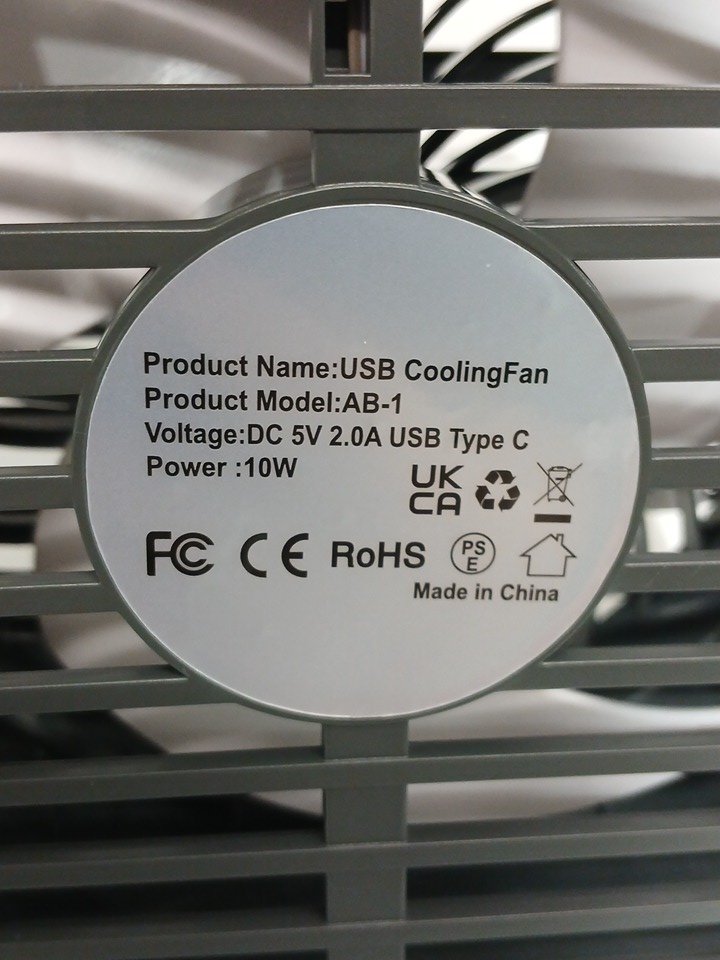 Product Name:USB CoolingFan
Product Model:AB-1
Voltage:DC 5V 2.0A USB Type C
Power :10W
UK
CA
FC CE RoHS PS
E
Made in China